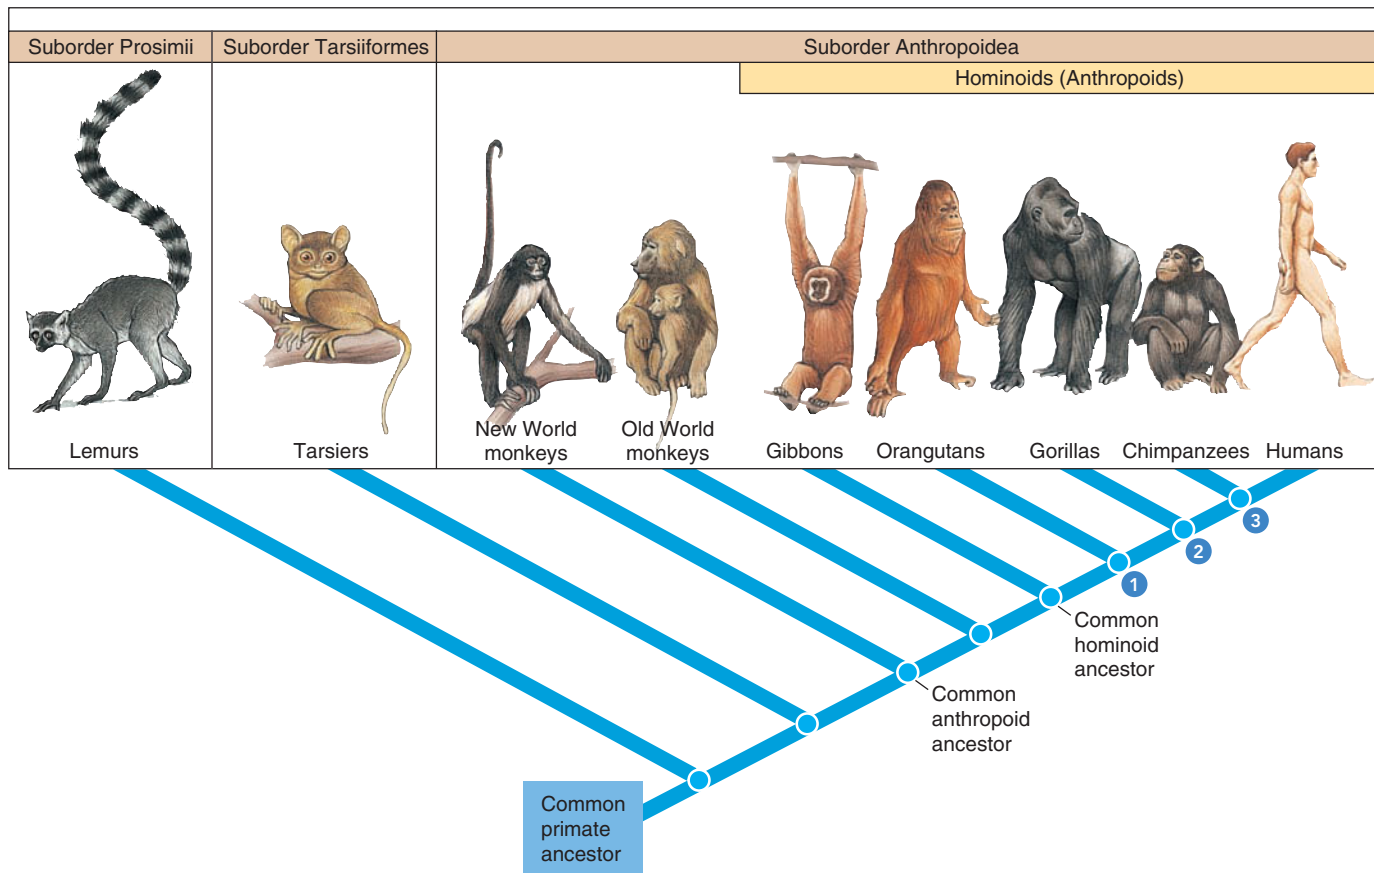 Suborder Prosimii
Suborder Tarsiiformes
Suborder Anthropoidea
Hominoids (Anthropoids)
Lemurs
Tarsiers
New World
monkeys
Old World
monkeys
Gibbons
Orangutans
Gorillas
Chimpanzees
Humans
3
2
1
Common
hominoid
ancestor
Common
anthropoid
ancestor
Common
primate
ancestor